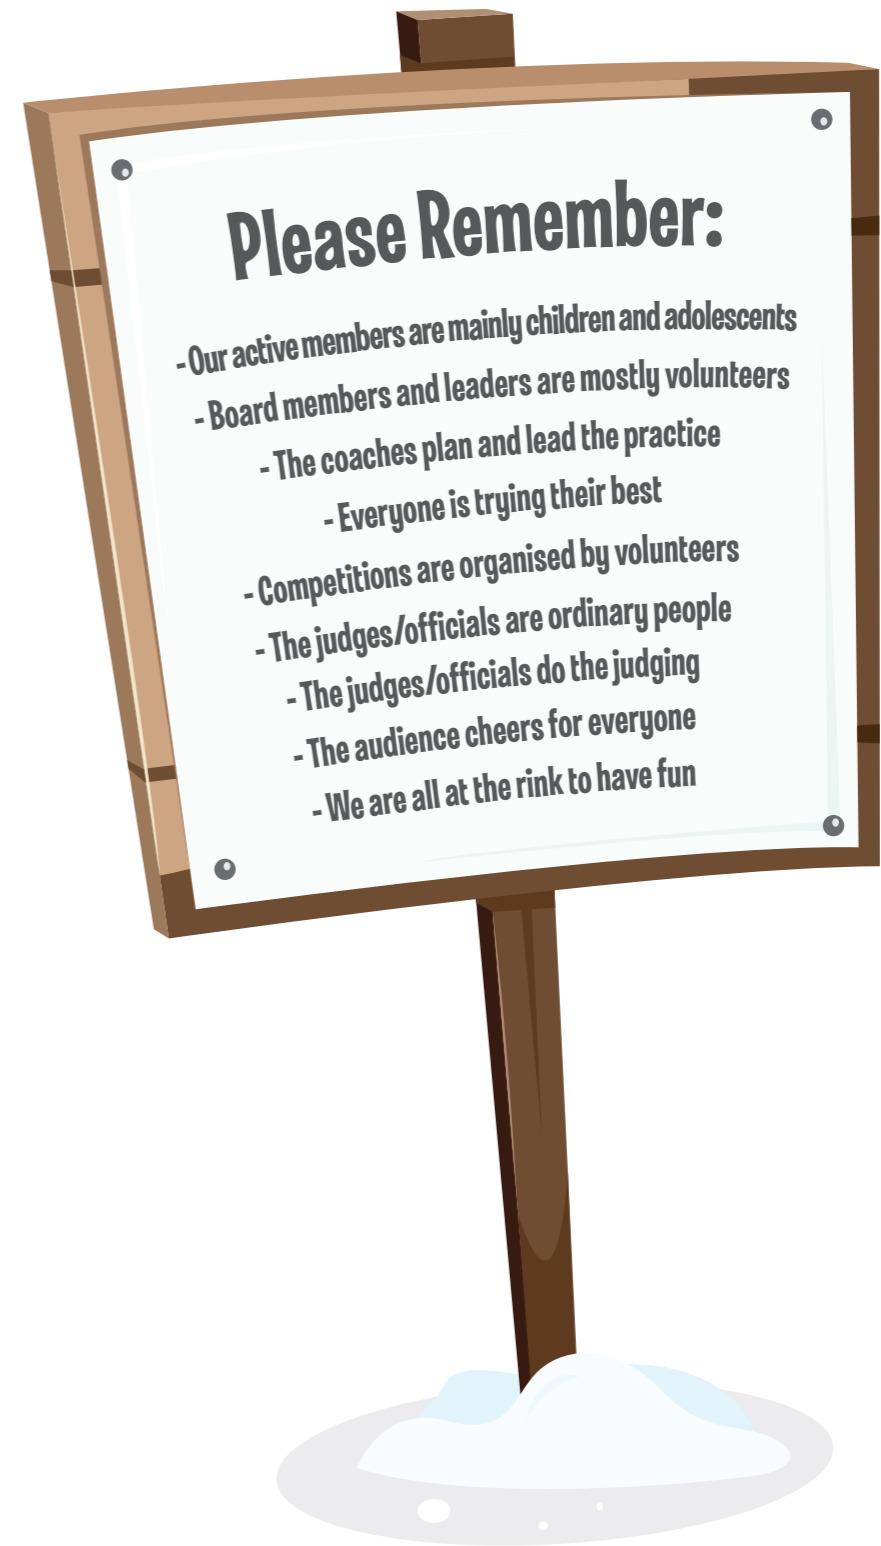 Please Remember:
- Our active members are mainly children and adolescents
- Board members and leaders are mostly volunteers
- The coaches plan and lead the practice
- Everyone is trying their best
- Competitions are organised by volunteers
- The judges/officials are ordinary people
- The judges/officials do the judging
- The audience cheers for everyone
- We are all at the rink to have fun